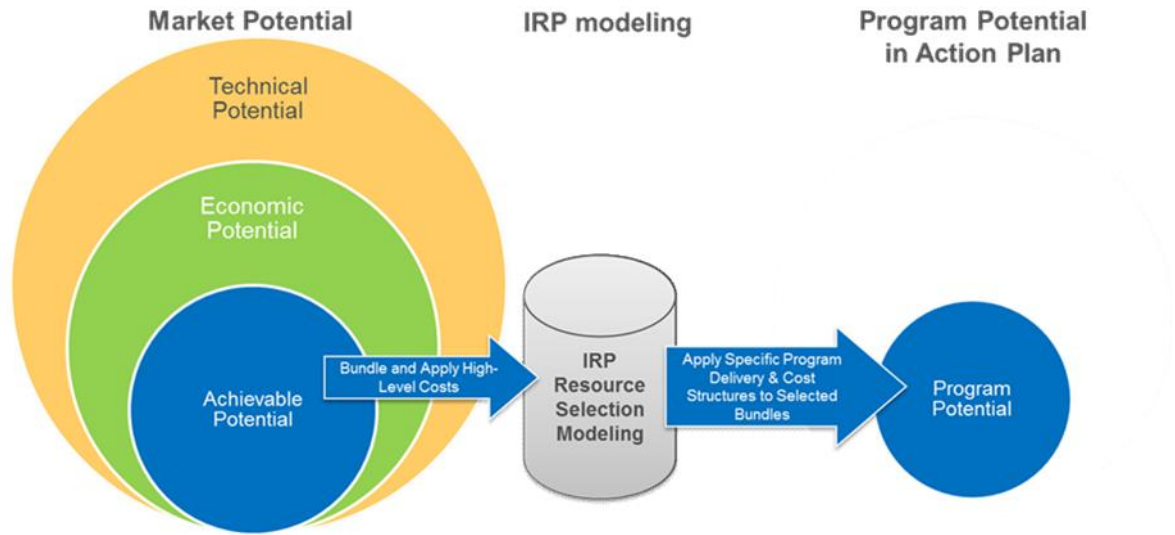 Market Potential
IRP modeling
Program Potential
in Action Plan
Technical
Potential
Economic
Potential
Achievable
Potential
Bundle and Apply High-
Level Costs
IRP
Resource
Selection
Modeling
Apply Specific Program
Delivery & Cost
Structures to Selected
Bundles
Program
Potential